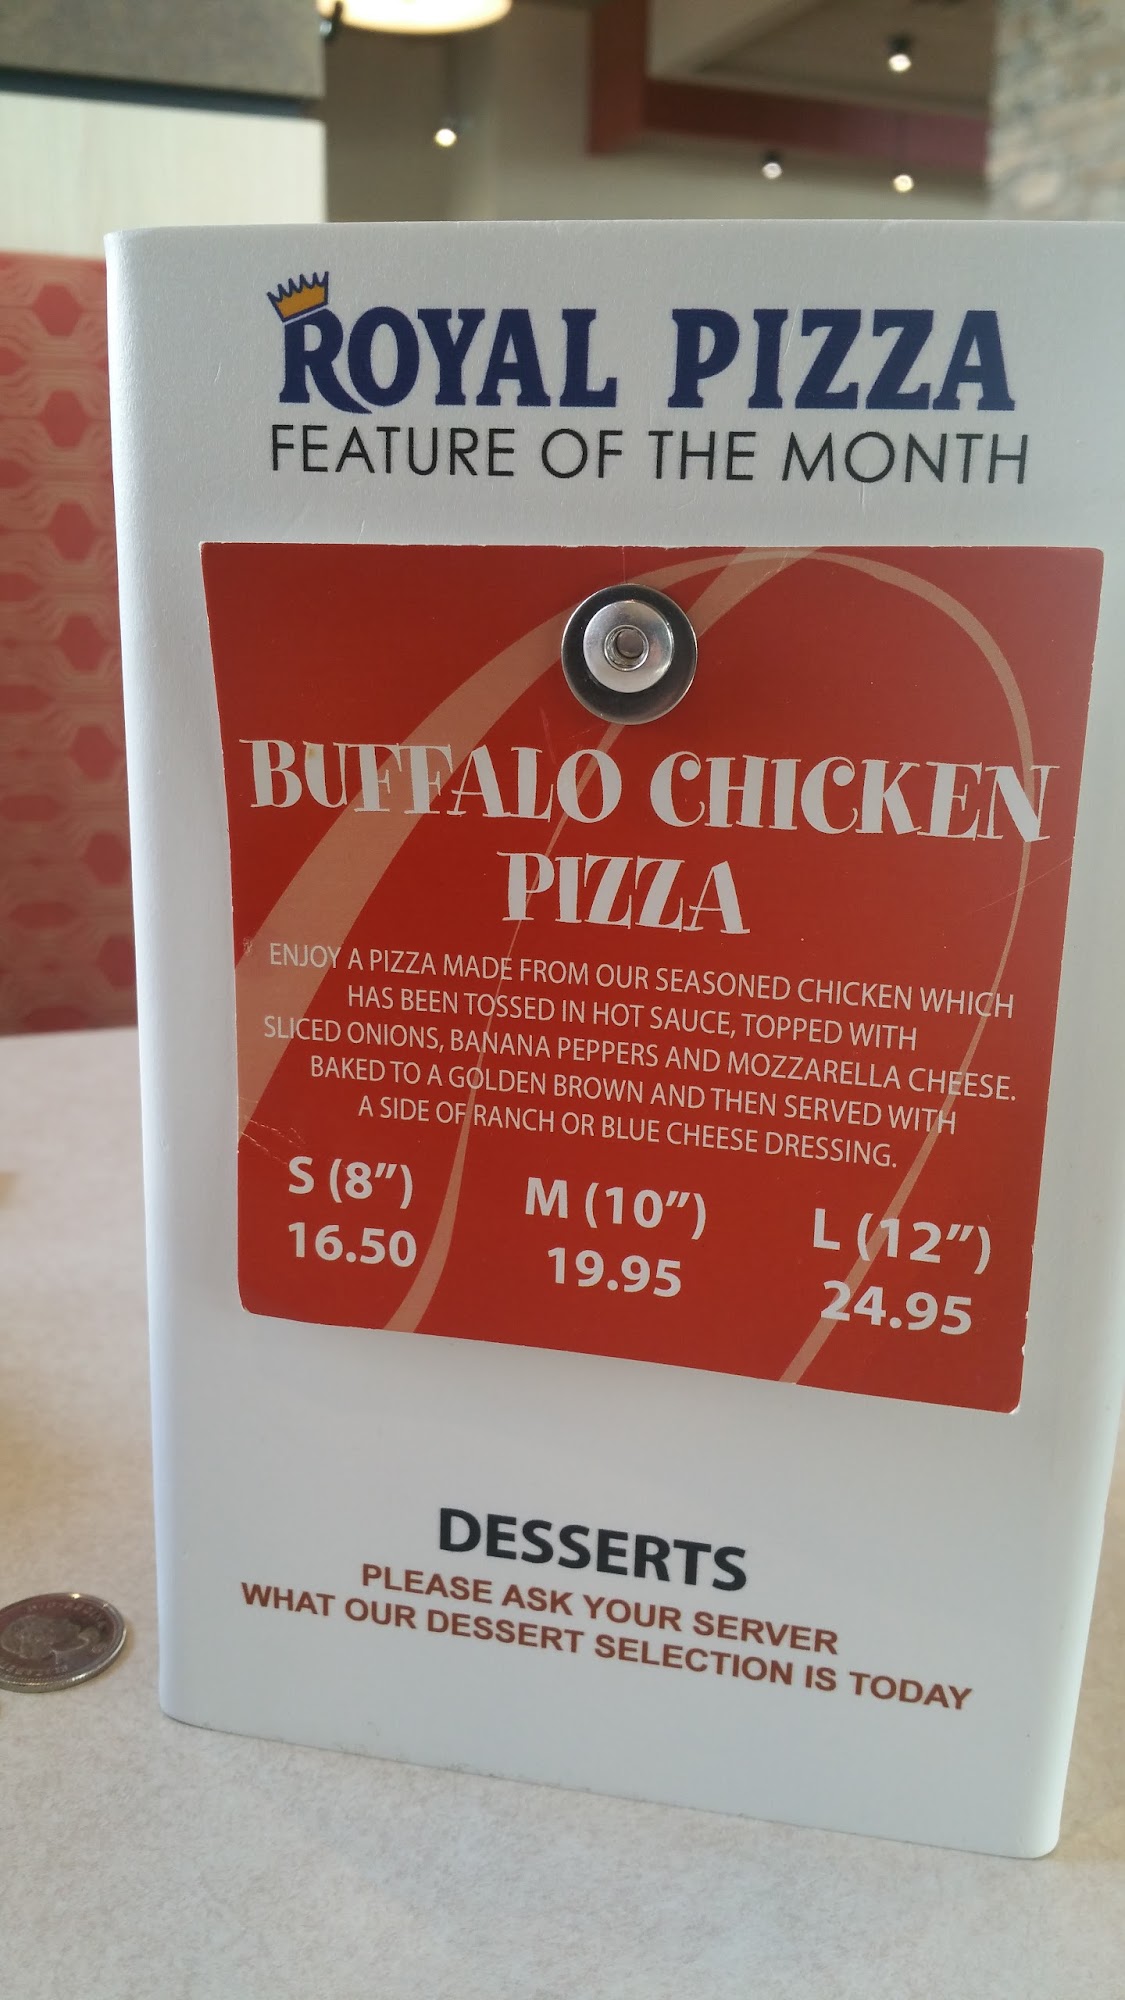 ROYAL PIZZA
FEATURE OF THE MONTH
BUFFALO CHICKEN
PIZZA
ENJOY A PIZZA MADE FROM OUR SEASONED CHICKEN WHICH
HAS BEEN TOSSED IN HOT SAUCE, TOPPED WITH
SLICED ONIONS, BANANA PEPPERS AND MOZZARELLA CHEESE.
BAKED TO A GOLDEN BROWN AND THEN SERVED WITH
A SIDE OF RANCH OR BLUE CHEESE DRESSING.
S (8") M (10") L (12")
16.50 19.95 24.95
DESSERTS
PLEASE ASK YOUR SERVER
WHAT OUR DESSERT SELECTION IS TODAY